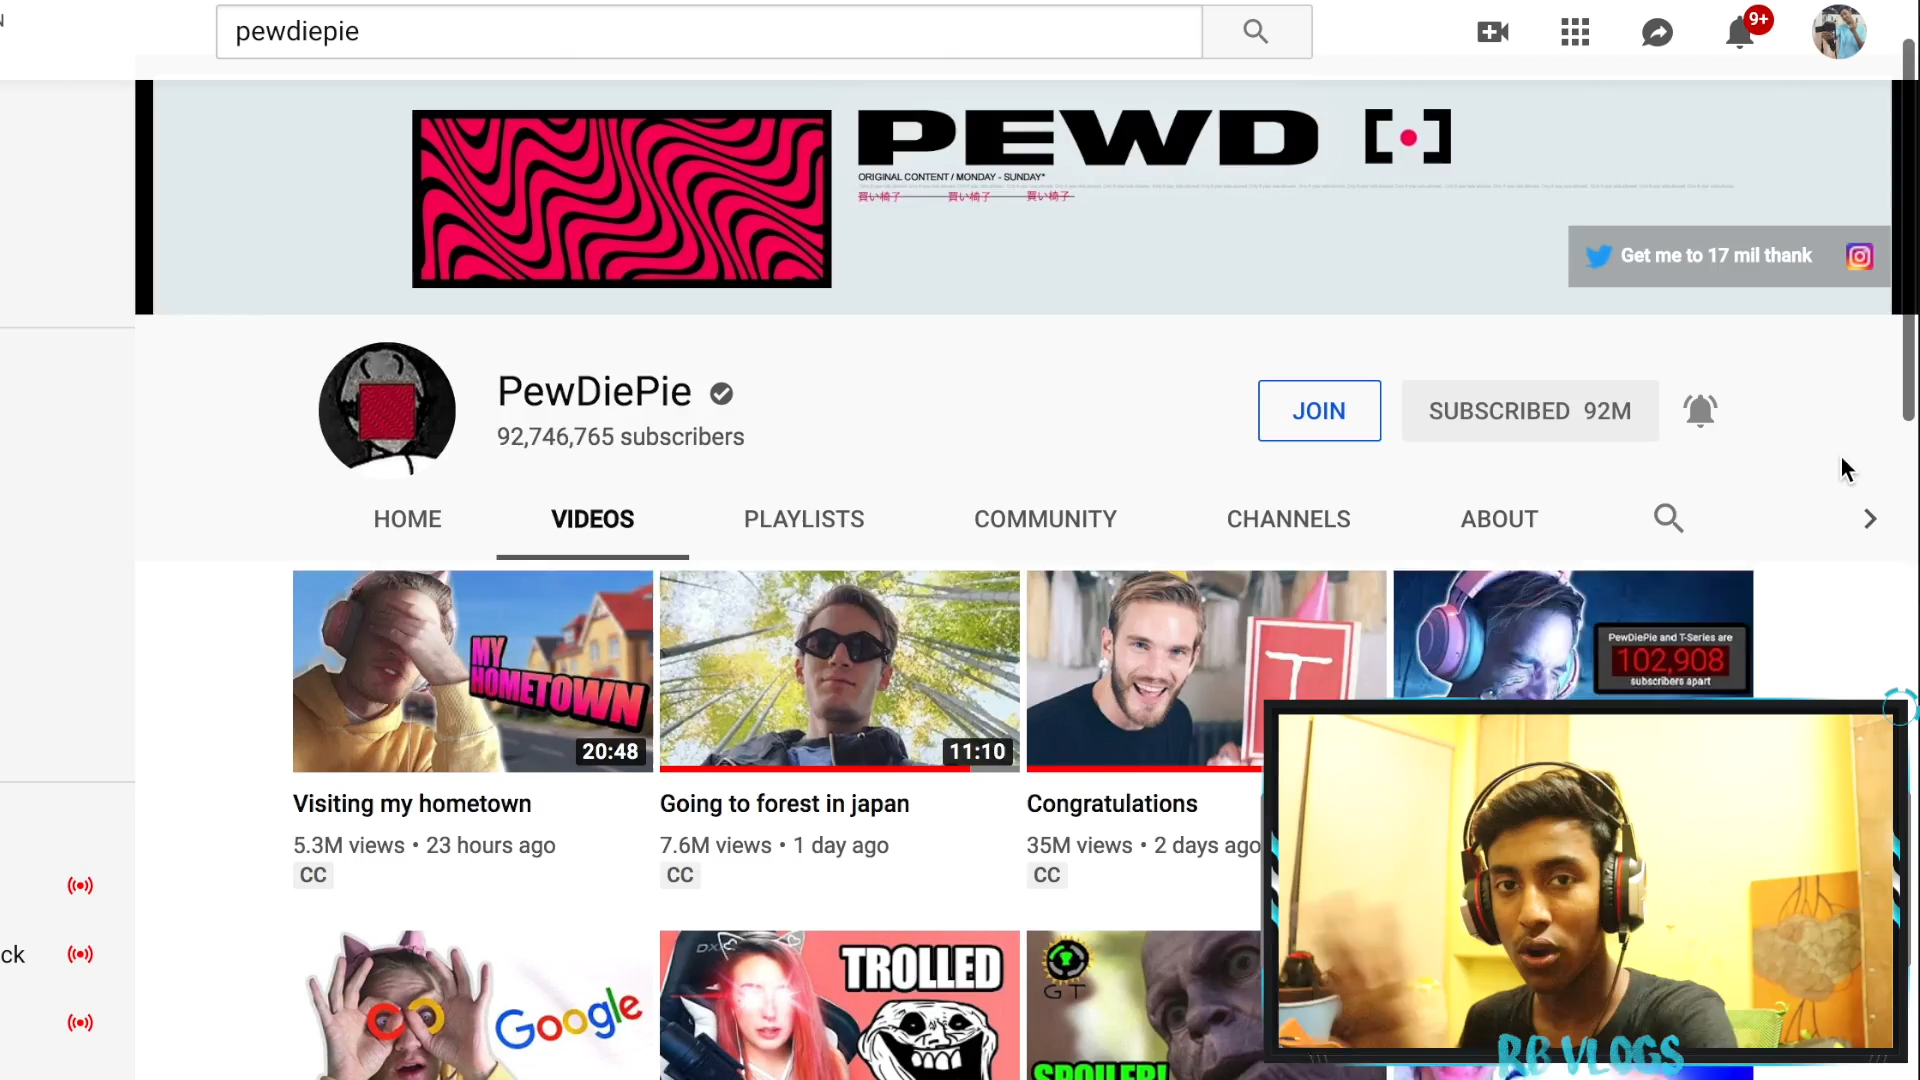 N
pewdiepie
9+
PEWD [•]
ORIGINAL CONTENT / MONDAY - SUNDAY*
買い椅子 買い椅子 買い椅子
Get me to 17 mil thank
PewDiePie
92,746,765 subscribers
JOIN
SUBSCRIBED 92M
HOME
VIDEOS
PLAYLISTS
COMMUNITY
CHANNELS
ABOUT
MY
HOMETOWN
20:48
11:10
T
PewDiePie and T-Series are
102,908
subscribers apart
Visiting my hometown
5.3M views • 23 hours ago
CC
Going to forest in japan
7.6M views • 1 day ago
CC
Congratulations
35M views • 2 days ago
CC
ck
Google
DX
TROLLED
GT
SPOILER!
RB VLOGS